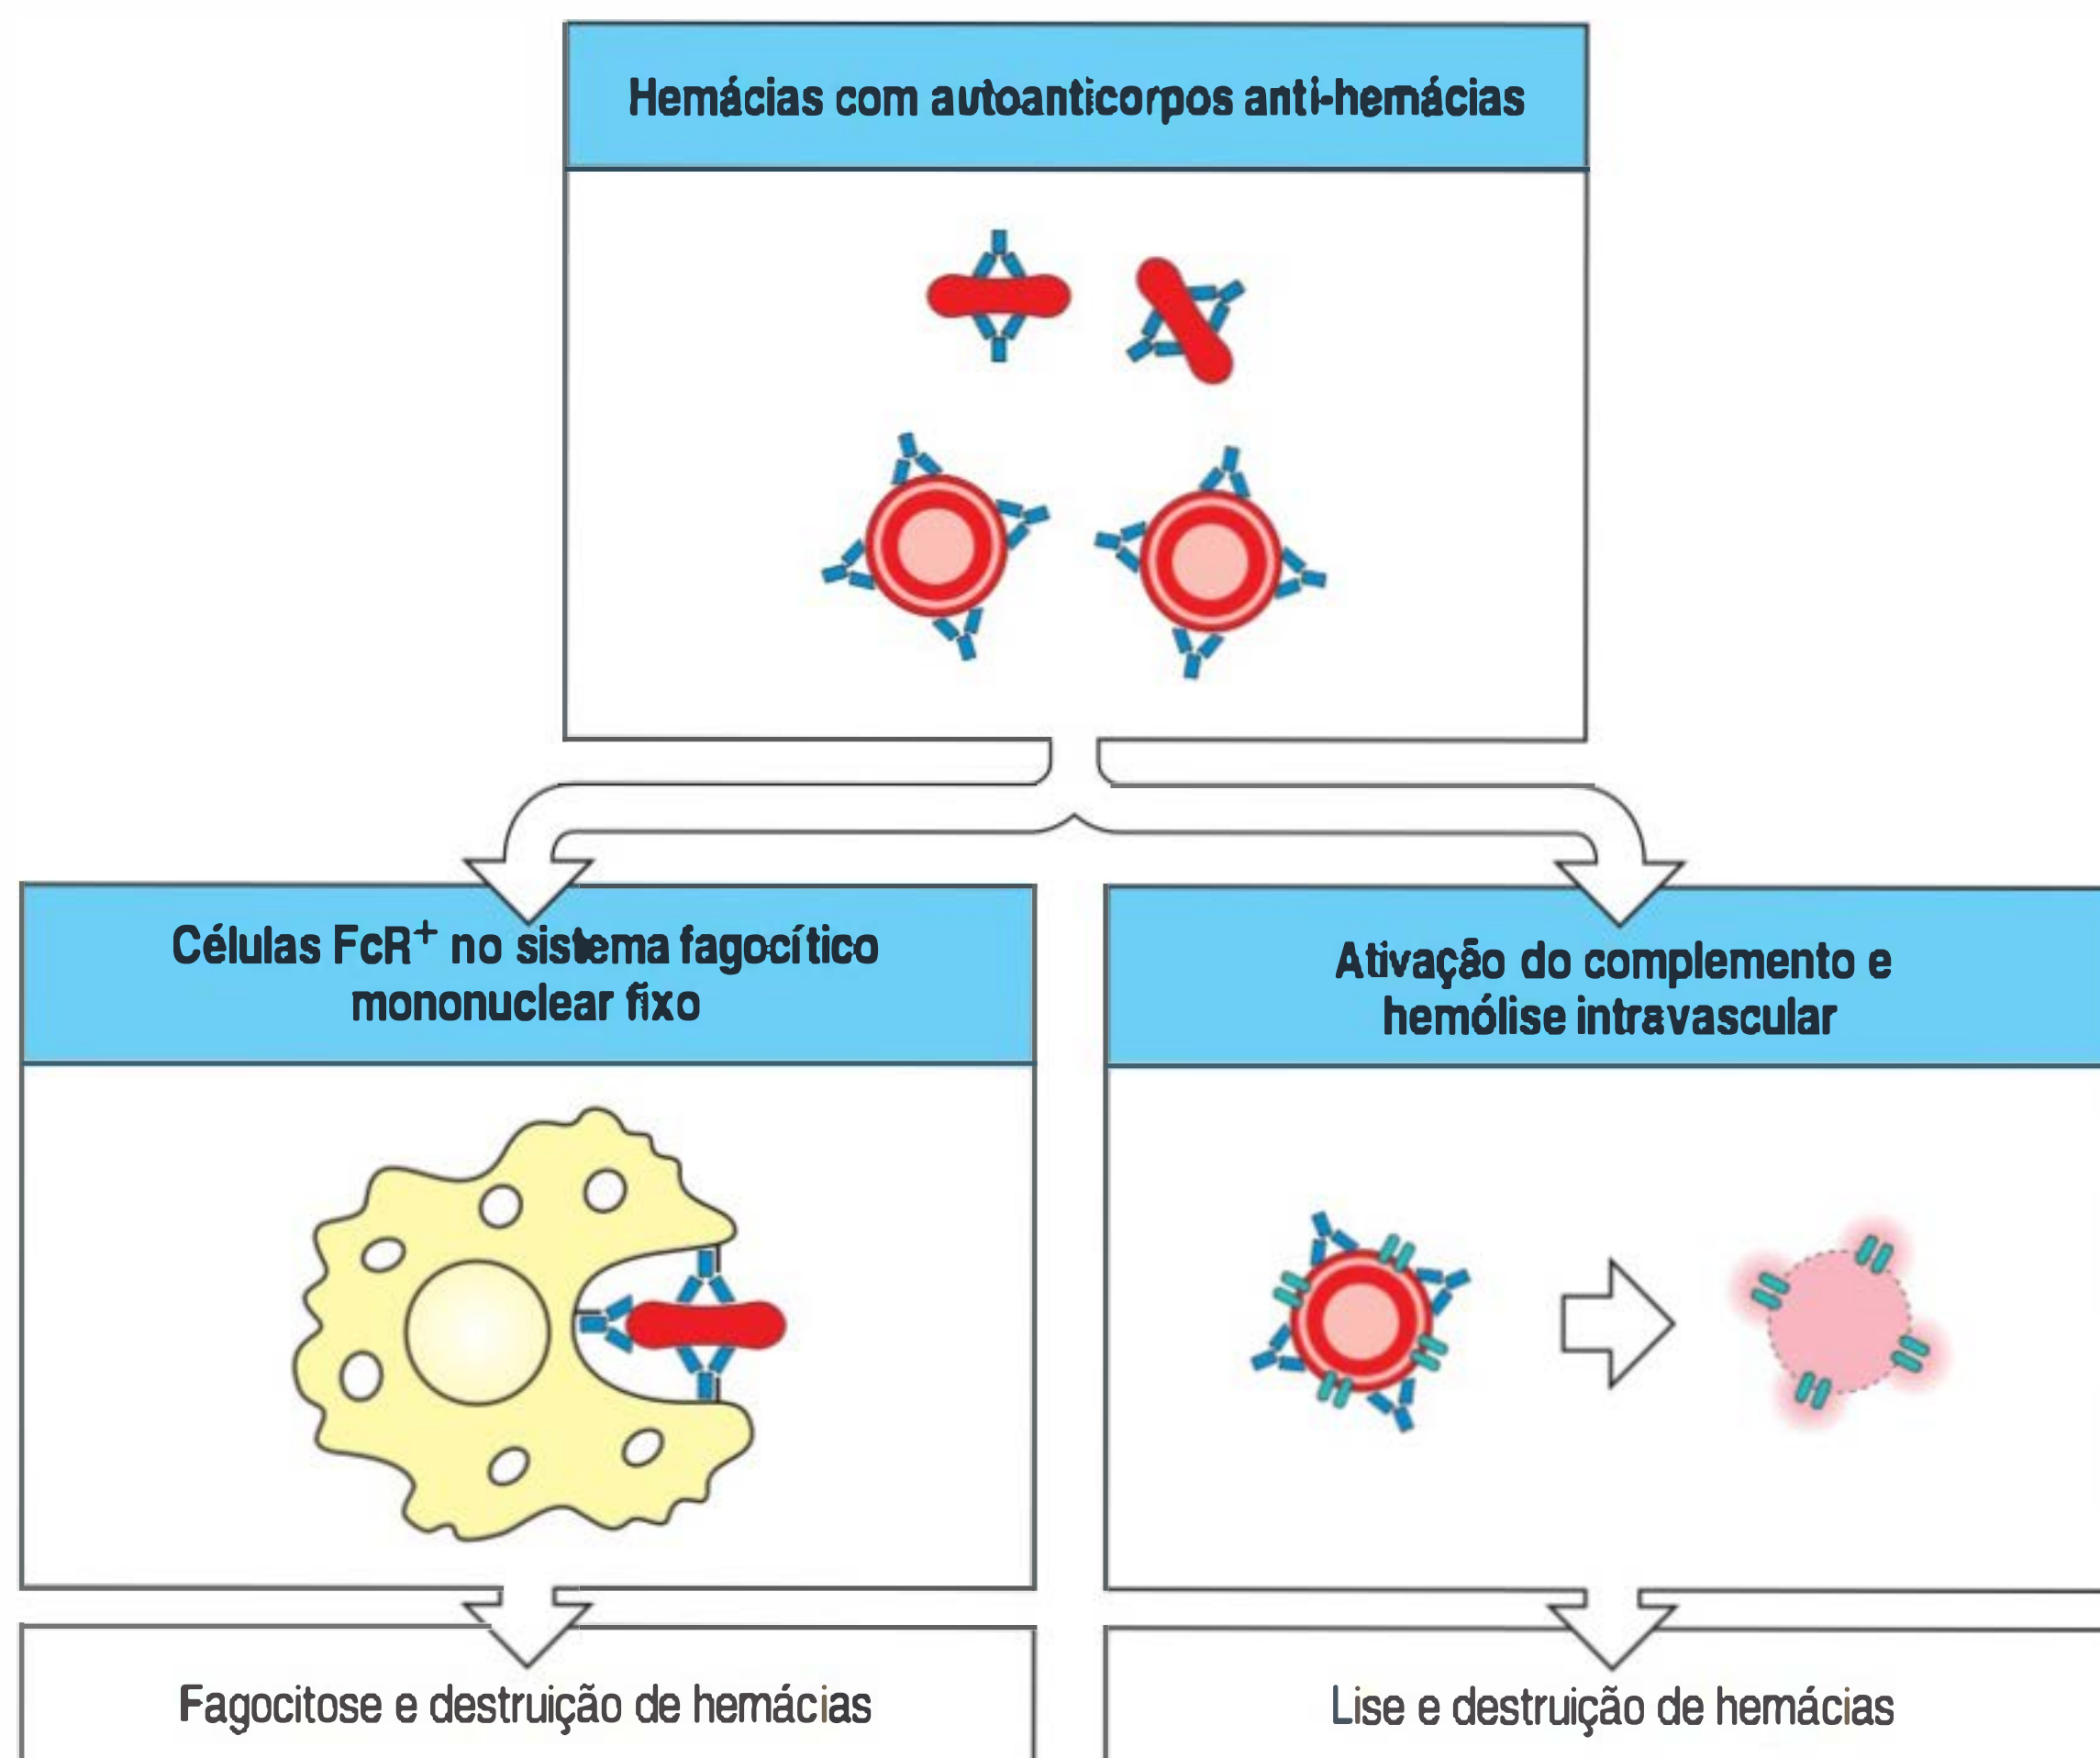 Hemácias com autoanticorpos anti-hemácias
Células FcR⁺ no sistema fagocítico
mononuclear fixo
Ativação do complemento e
hemólise intravascular
Fagocitose e destruição de hemácias
Lise e destruição de hemácias